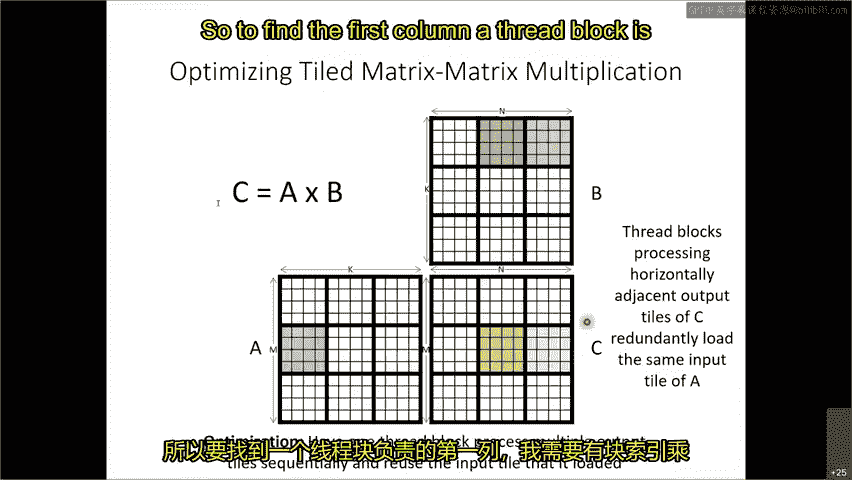 So to find the first column a thread block is
Optimizing Tiled Matrix-Matrix Multiplication
N
K
B
C = A x B
Thread blocks
processing
horizontally
adjacent output
tiles of C
redundantly load
the same input
tile of A
K
N
A
M
M
C
所以要找到一个线程块负责的第一列，我需要有块索引乘
tiles sequentially and reuse the input tile that it loaded
+25